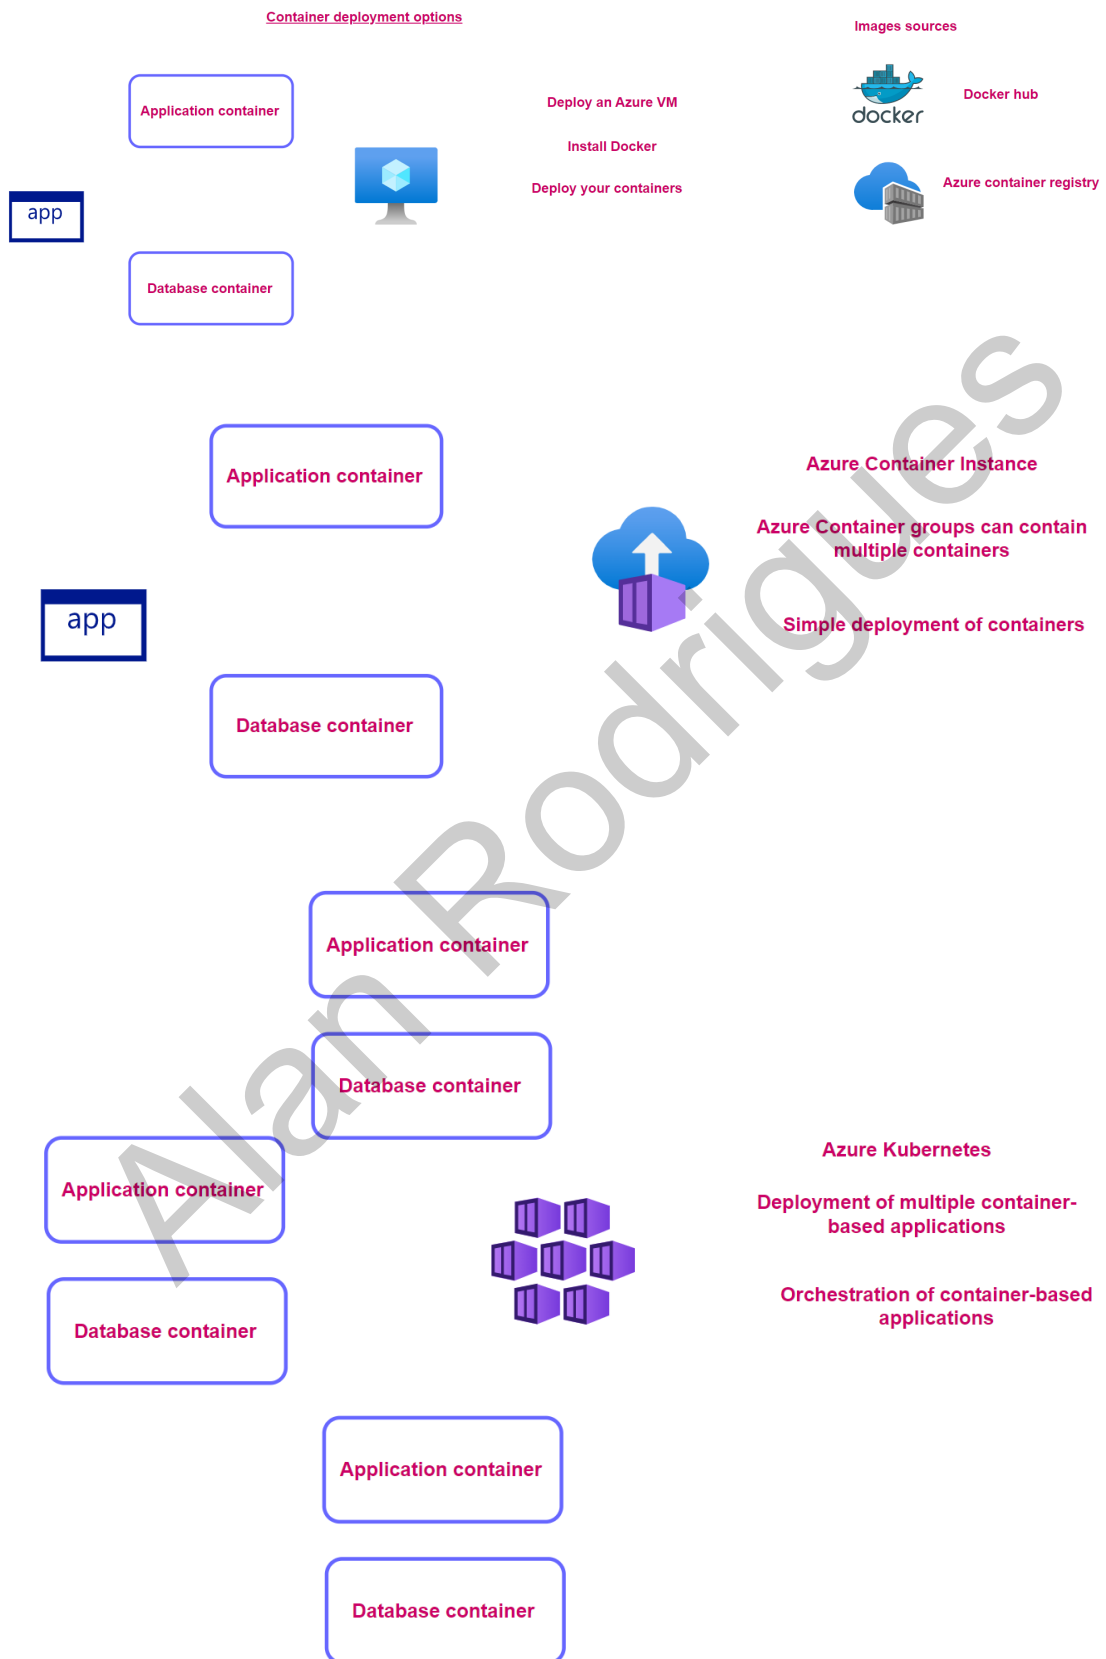 Container deployment options
Images sources
Application container
Deploy an Azure VM
Install Docker
Deploy your containers
docker
Docker hub
Azure container registry
app
Database container
Application container
Azure Container Instance
Azure Container groups can contain
multiple containers
Simple deployment of containers
app
Database container
Application container
Database container
Application container
Database container
Azure Kubernetes
Deployment of multiple container-
based applications
Orchestration of container-based
applications
Application container
Database container
Alan Rodrigues